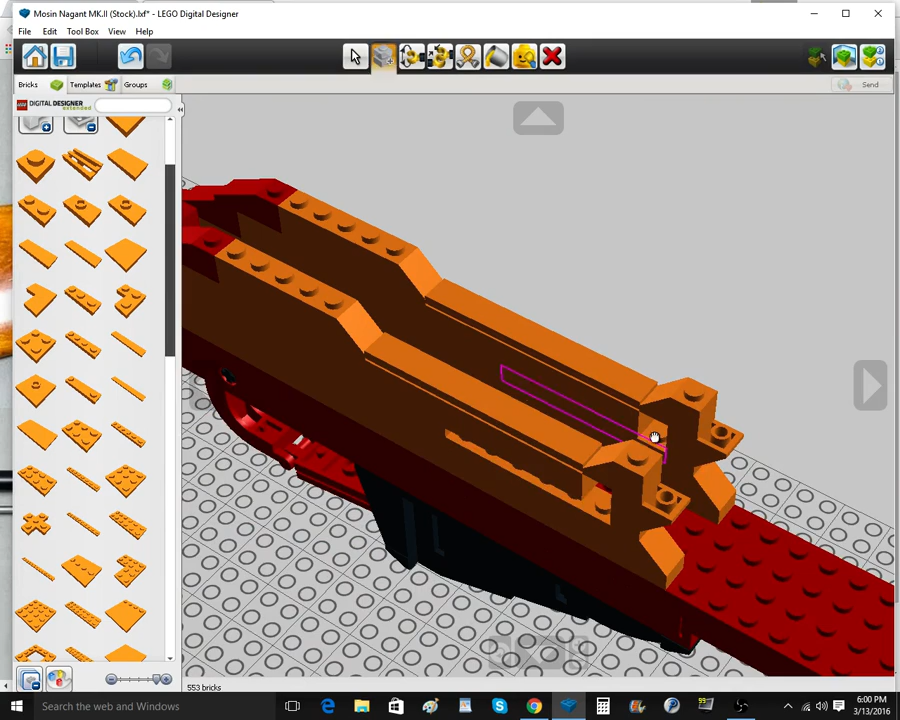 Mosin Nagant MK.II (Stock).lxf* - LEGO Digital Designer
File Edit Tool Box View Help
Bricks Templates Groups
Send
DIGITAL DESIGNER
extended
553 bricks
Search the web and Windows
6:00 PM
3/13/2016